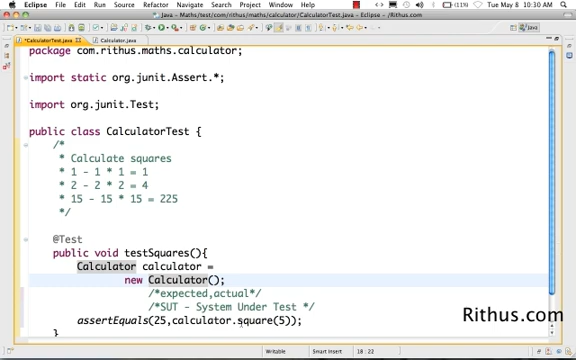 Eclipse File Edit Source Refactor Navigate Search Project Run Window Help
Tue May 8 10:30 AM
Maths/test/com/rithus/maths/calculator/CalculatorTest.java - Eclipse - /Rithus.com
Java
*CalculatorTest.java Calculator.java
package com.rithus.maths.calculator;
import static org.junit.Assert.*;
import org.junit.Test;
public class CalculatorTest {
/*
* Calculate squares
* 1 - 1 * 1 = 1
* 2 - 2 * 2 = 4
* 15 - 15 * 15 = 225
*/
@Test
public void testSquares(){
Calculator calculator =
new Calculator();
/*expected,actual*/
/*SUT - System Under Test */
assertEquals(25,calculator.square(5));
}
Rithus.com
Writable Smart Insert 18 : 22